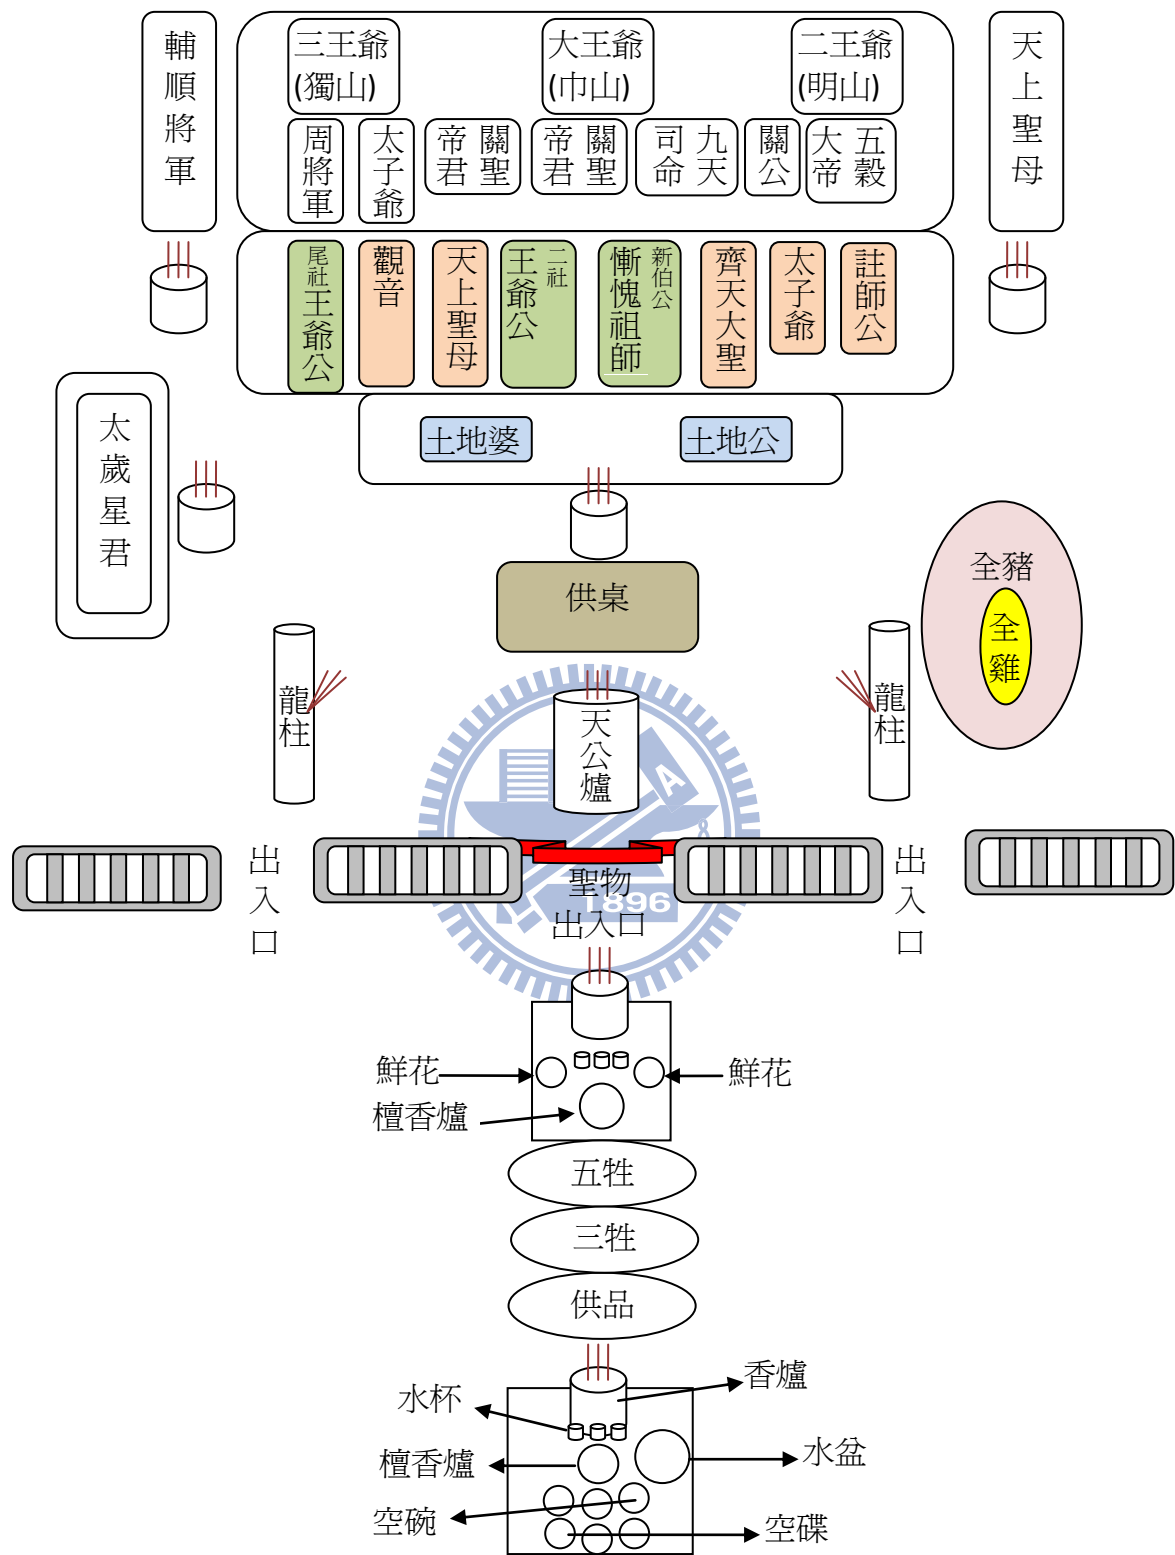 輔順將軍
三王爺
(獨山)
大王爺
(巾山)
二王爺
(明山)
天上聖母
周將軍
太子爺
關聖
帝君
關聖
帝君
九天
司命
關公
五穀
大帝
尾社王爺公
觀音
天上聖母
二社
王爺公
新伯公
慚愧祖師
齊天大聖
太子爺
註師公
土地婆
土地公
太歲星君
供桌
全豬
全雞
龍柱
天公爐
龍柱
A
出入口
聖物
出入口
1896
出入口
鮮花
鮮花
檀香爐
五牲
三牲
供品
香爐
水杯
檀香爐
水盆
空碗
空碟